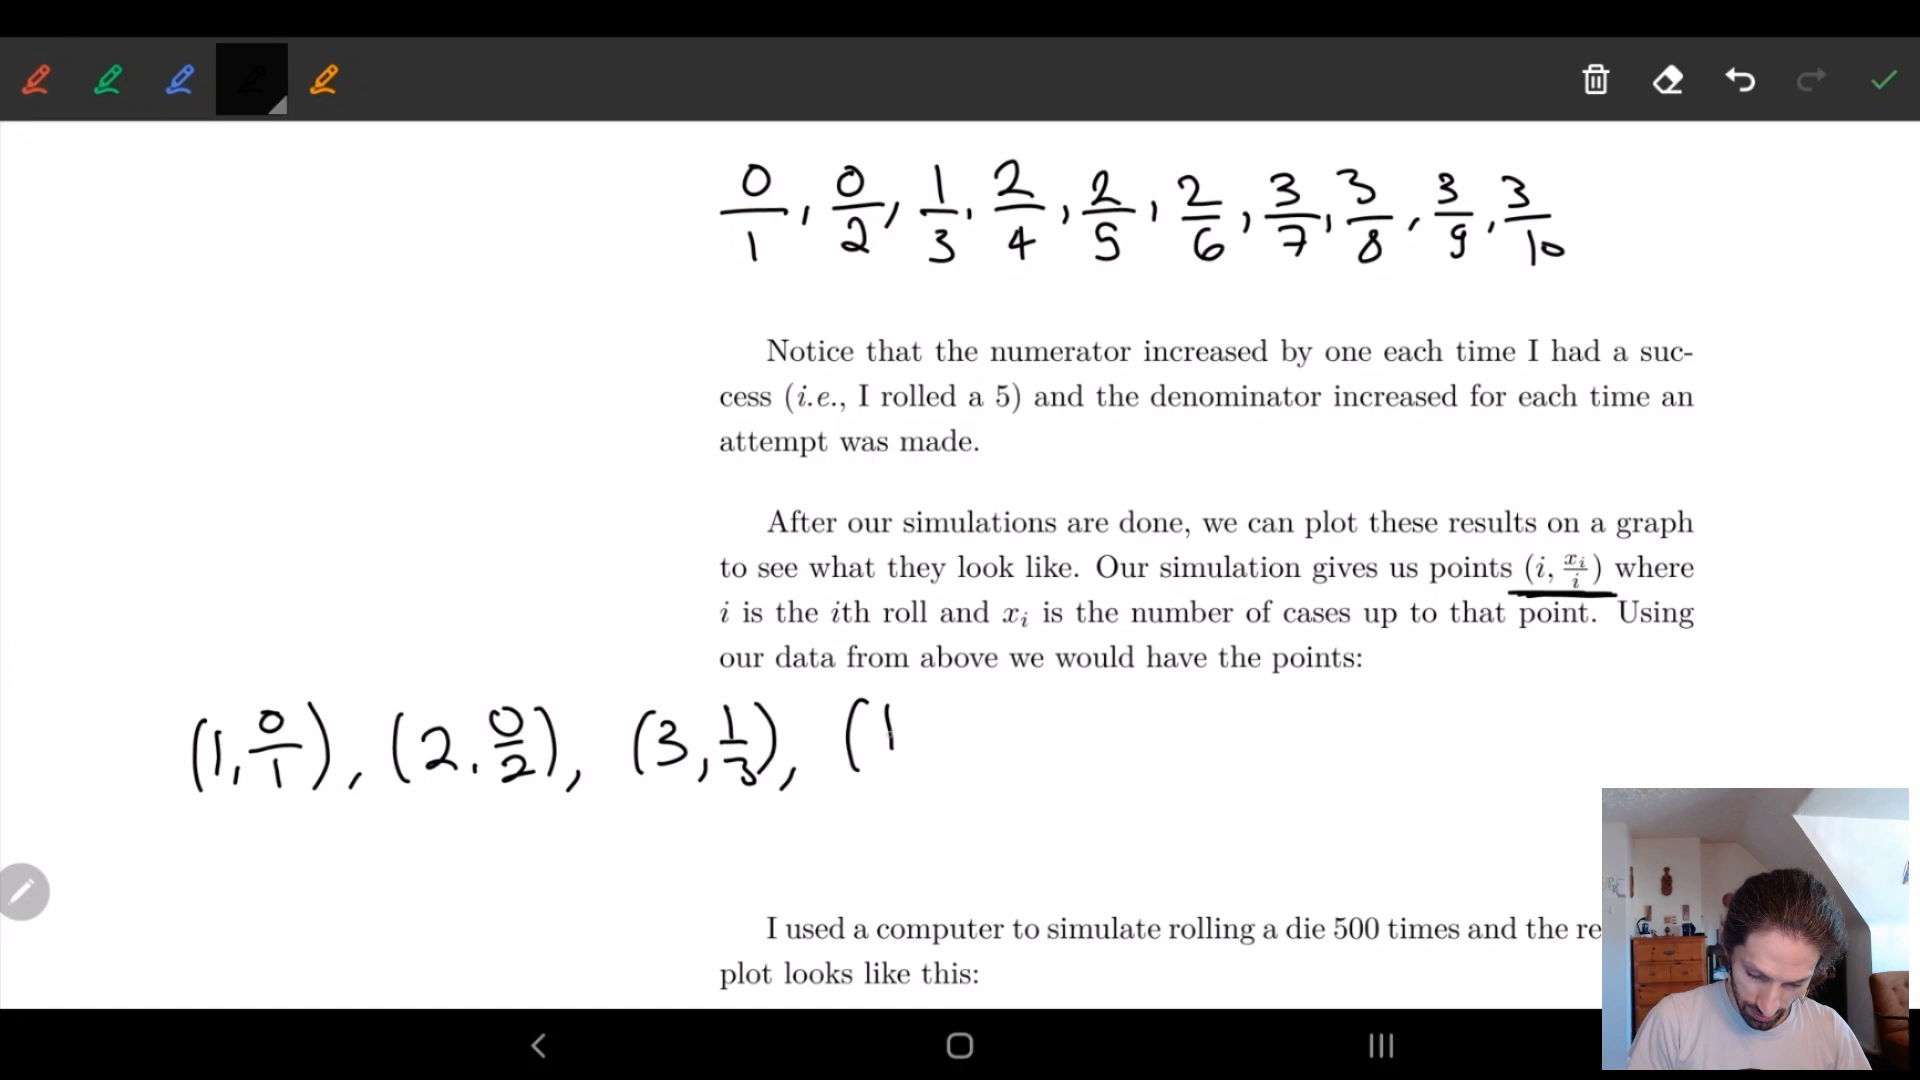 0/1, 0/2, 1/3, 2/4, 2/5, 2/6, 3/7, 3/8, 3/9, 3/10
Notice that the numerator increased by one each time I had a suc-
cess (i.e., I rolled a 5) and the denominator increased for each time an
attempt was made.
After our simulations are done, we can plot these results on a graph
to see what they look like. Our simulation gives us points (i, xᵢ/i) where
i is the ith roll and xᵢ is the number of cases up to that point. Using
our data from above we would have the points:
(1, 0/1), (2, 0/2), (3, 1/3), (1
I used a computer to simulate rolling a die 500 times and the re
plot looks like this: